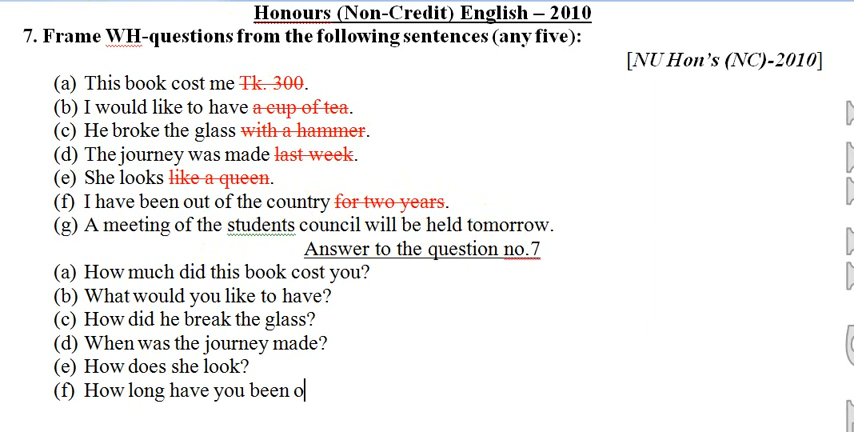 Honours (Non-Credit) English – 2010
7. Frame WH-questions from the following sentences (any five):
[NU Hon's (NC)-2010]
(a) This book cost me Tk. 300.
(b) I would like to have a cup of tea.
(c) He broke the glass with a hammer.
(d) The journey was made last week.
(e) She looks like a queen.
(f) I have been out of the country for two years.
(g) A meeting of the students council will be held tomorrow.
Answer to the question no.7
(a) How much did this book cost you?
(b) What would you like to have?
(c) How did he break the glass?
(d) When was the journey made?
(e) How does she look?
(f) How long have you been o